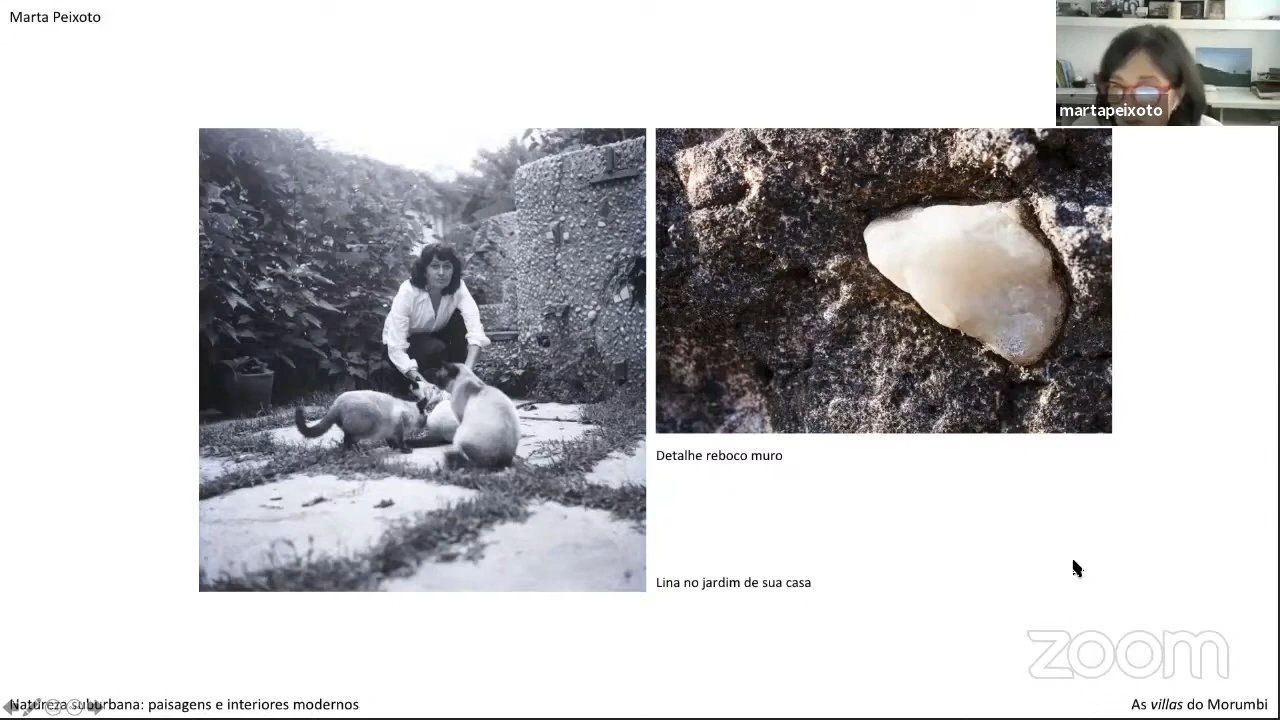 Marta Peixoto
martapeixoto
Detalhe reboco muro
Lina no jardim de sua casa
zoom
Natureza suburbana: paisagens e interiores modernos
As villas do Morumbi